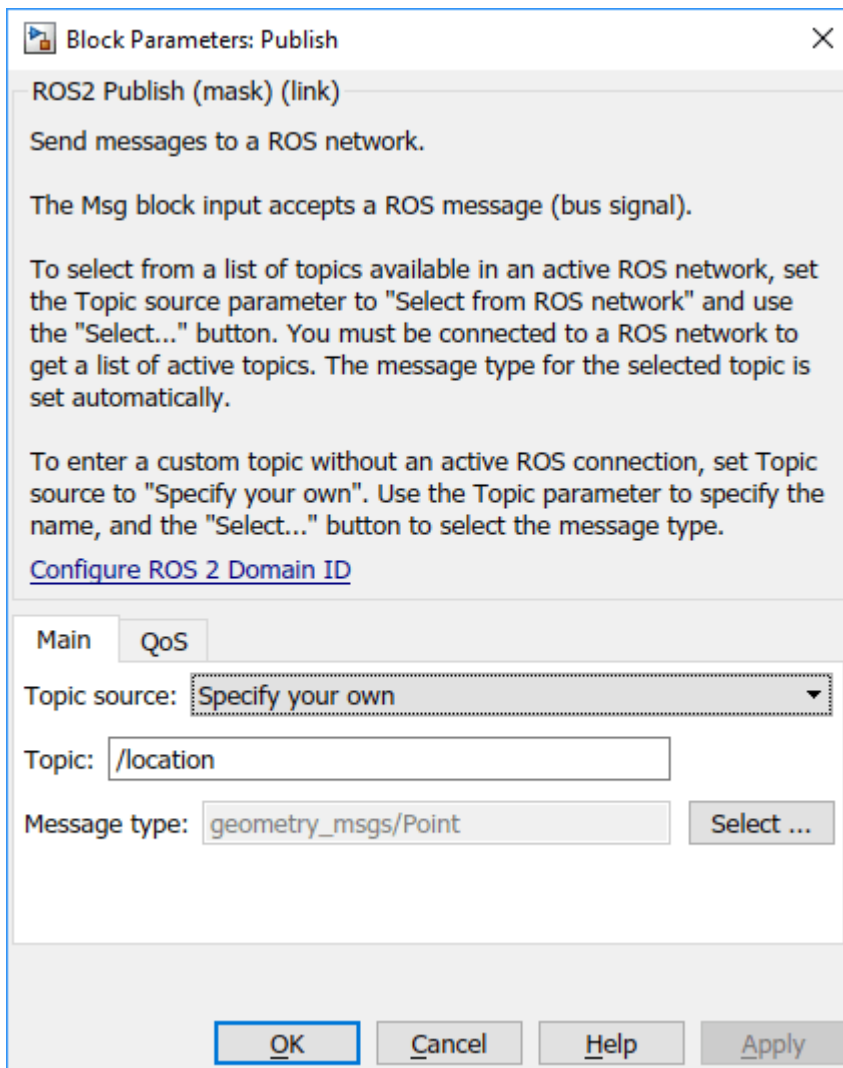 Block Parameters: Publish
ROS2 Publish (mask) (link)
Send messages to a ROS network.
The Msg block input accepts a ROS message (bus signal).
To select from a list of topics available in an active ROS network, set
the Topic source parameter to "Select from ROS network" and use
the "Select..." button. You must be connected to a ROS network to
get a list of active topics. The message type for the selected topic is
set automatically.
To enter a custom topic without an active ROS connection, set Topic
source to "Specify your own". Use the Topic parameter to specify the
name, and the "Select..." button to select the message type.
Configure ROS 2 Domain ID
Main QoS
Topic source: Specify your own
Topic: /location
Message type: geometry_msgs/Point Select ...
OK Cancel Help Apply